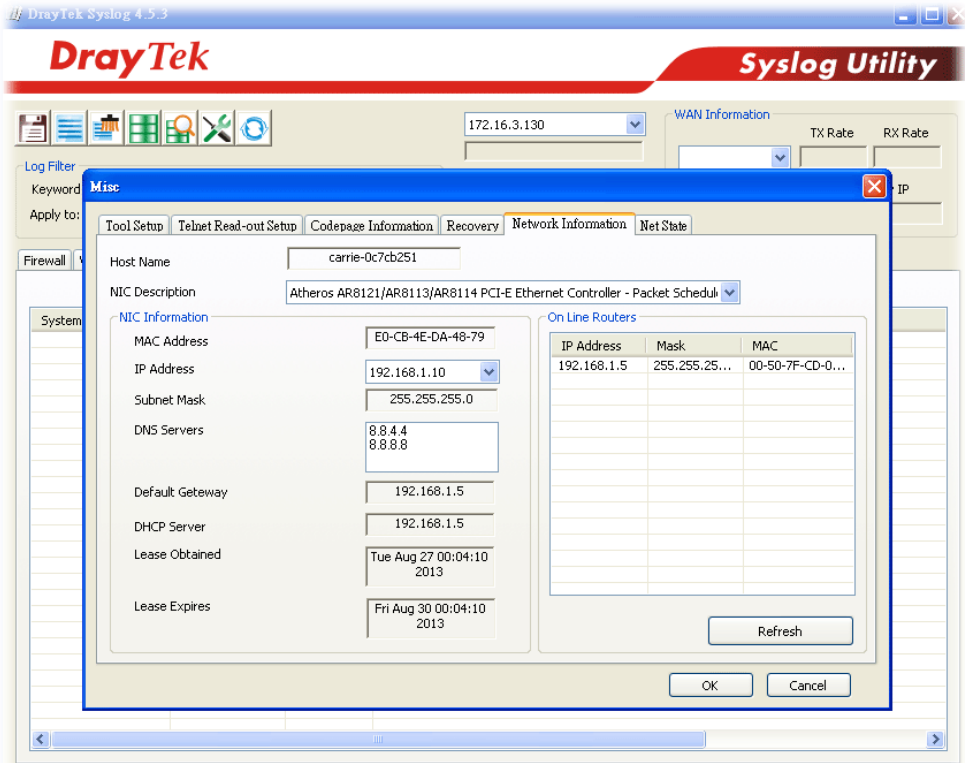 DrayTek Syslog 4.5.3
DrayTek
Syslog Utility
172.16.3.130
WAN Information
TX Rate RX Rate
Log Filter
Keyword
IP
Apply to:
Misc
Tool Setup Telnet Read-out Setup Codepage Information Recovery Network Information Net State
Firewall
Host Name carrie-0c7cb251
NIC Description Atheros AR8121/AR8113/AR8114 PCI-E Ethernet Controller - Packet Schedul
System
NIC Information
MAC Address E0-CB-4E-DA-48-79
IP Address 192.168.1.10
Subnet Mask 255.255.255.0
DNS Servers 8.8.4.4
8.8.8.8
Default Geteway 192.168.1.5
DHCP Server 192.168.1.5
Lease Obtained Tue Aug 27 00:04:10
2013
Lease Expires Fri Aug 30 00:04:10
2013
On Line Routers
IP Address Mask MAC
192.168.1.5 255.255.25... 00-50-7F-CD-0...
Refresh
OK Cancel